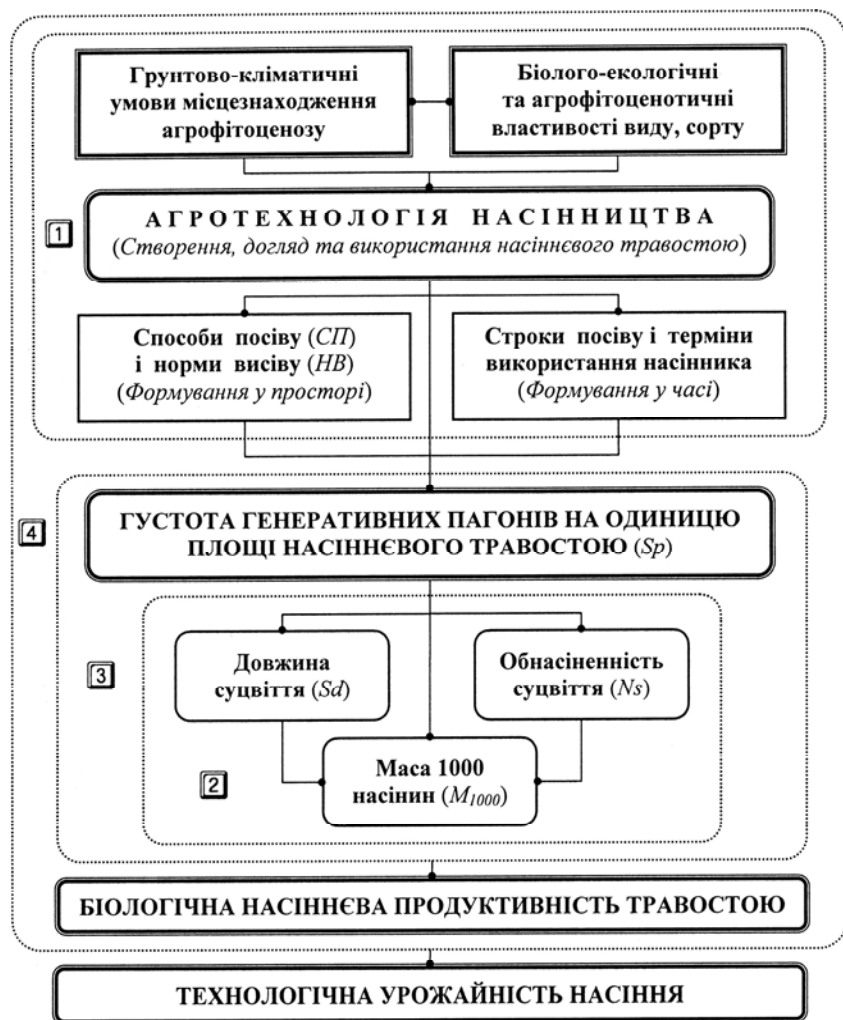 Грунтово-кліматичні
умови місцезнаходження
агрофітоценозу
Біолого-екологічні
та агрофітоценотичні
властивості виду, сорту
1
АГРОТЕХНОЛОГІЯ НАСІННИЦТВА
(Створення, догляд та використання насіннєвого травостою)
Способи посіву (СП)
і норми висіву (НВ)
(Формування у просторі)
Строки посіву і терміни
використання насінника
(Формування у часі)
4
ГУСТОТА ГЕНЕРАТИВНИХ ПАГОНІВ НА ОДИНИЦЮ
ПЛОЩІ НАСІННЄВОГО ТРАВОСТОЮ (Sp)
3
Довжина
суцвіття (Sd)
Обнасіненність
суцвіття (Ns)
2
Маса 1000
насінин (M1000)
БІОЛОГІЧНА НАСІННЄВА ПРОДУКТИВНІСТЬ ТРАВОСТОЮ
ТЕХНОЛОГІЧНА УРОЖАЙНІСТЬ НАСІННЯ